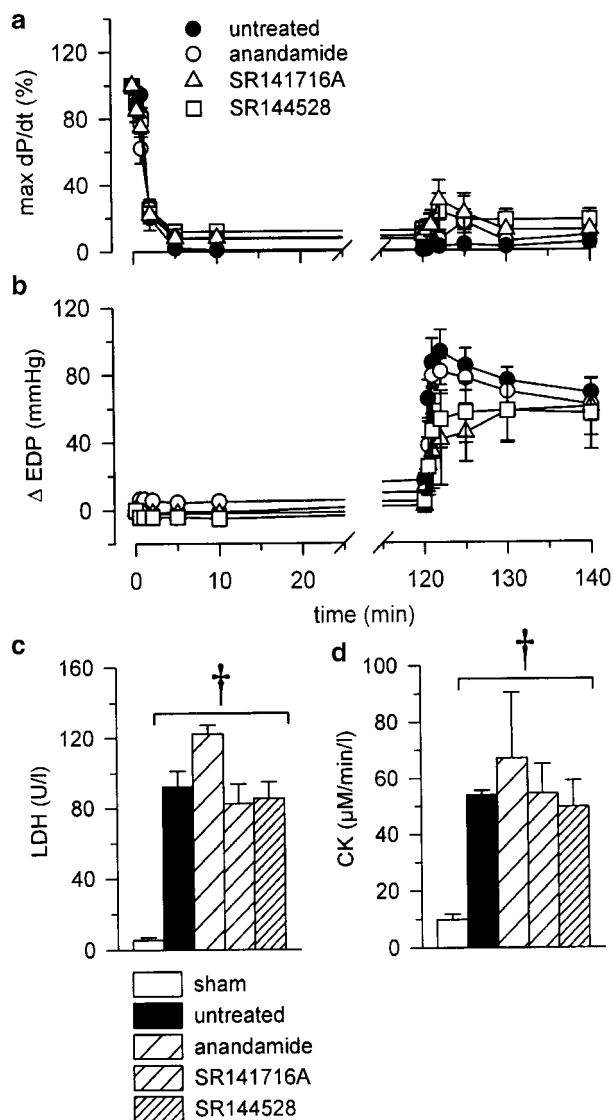 a
untreated
anandamide
SR141716A
SR144528
max dP/dt (%)
120
80
40
0
b
Δ EDP (mmHg)
120
80
40
0
0
10
20
120
130
140
time (min)
c
†
LDH (U/l)
160
120
80
40
0
d
†
CK (μM/min/l)
100
80
60
40
20
0
sham
untreated
anandamide
SR141716A
SR144528